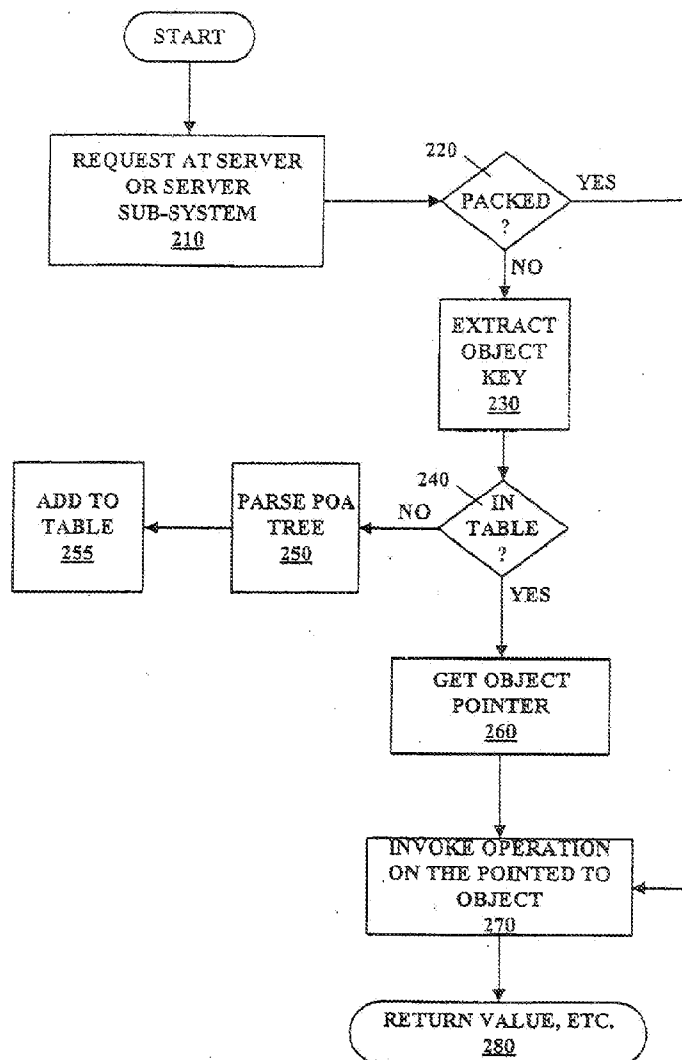 START
REQUEST AT SERVER
OR SERVER
SUB-SYSTEM
210
220
PACKED
?
YES
NO
EXTRACT
OBJECT
KEY
230
240
IN
TABLE
?
NO
PARSE POA
TREE
250
ADD TO
TABLE
255
YES
GET OBJECT
POINTER
260
INVOKE OPERATION
ON THE POINTED TO
OBJECT
270
RETURN VALUE, ETC.
280